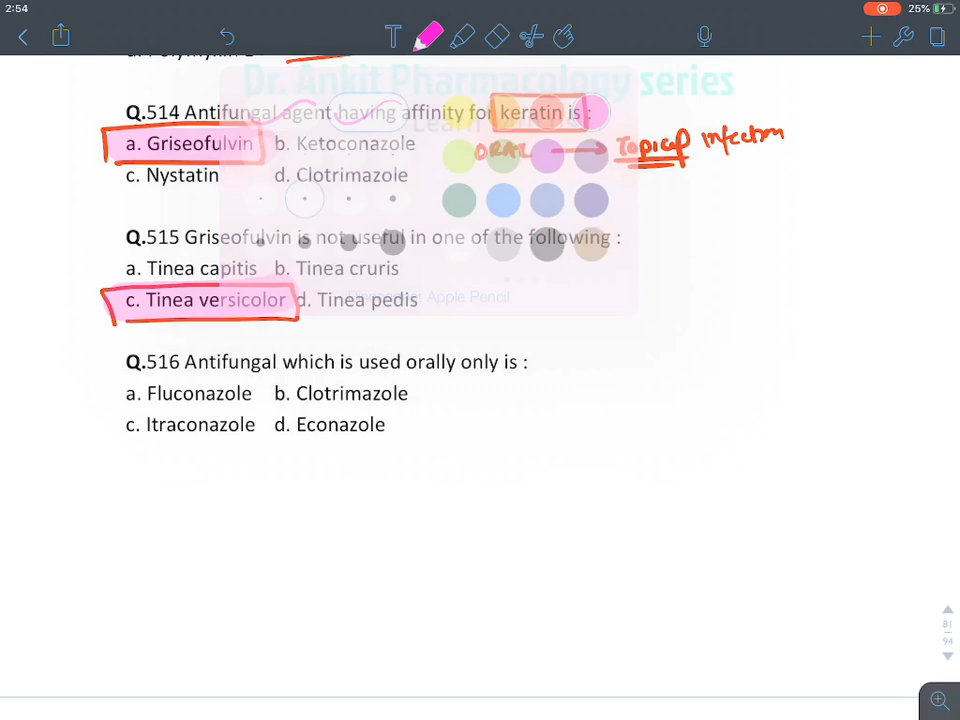 2:54
25%
T
Dr. Ankit Pharmacology series
Q.514 Antifungal agent having affinity for keratin is :
a. Griseofulvin b. Ketoconazole
ORAL → Topical infection
c. Nystatin d. Clotrimazole
Q.515 Griseofulvin is not useful in one of the following :
a. Tinea capitis b. Tinea cruris
c. Tinea versicolor d. Tinea pedis
Apple Pencil
Q.516 Antifungal which is used orally only is :
a. Fluconazole b. Clotrimazole
c. Itraconazole d. Econazole
81
94